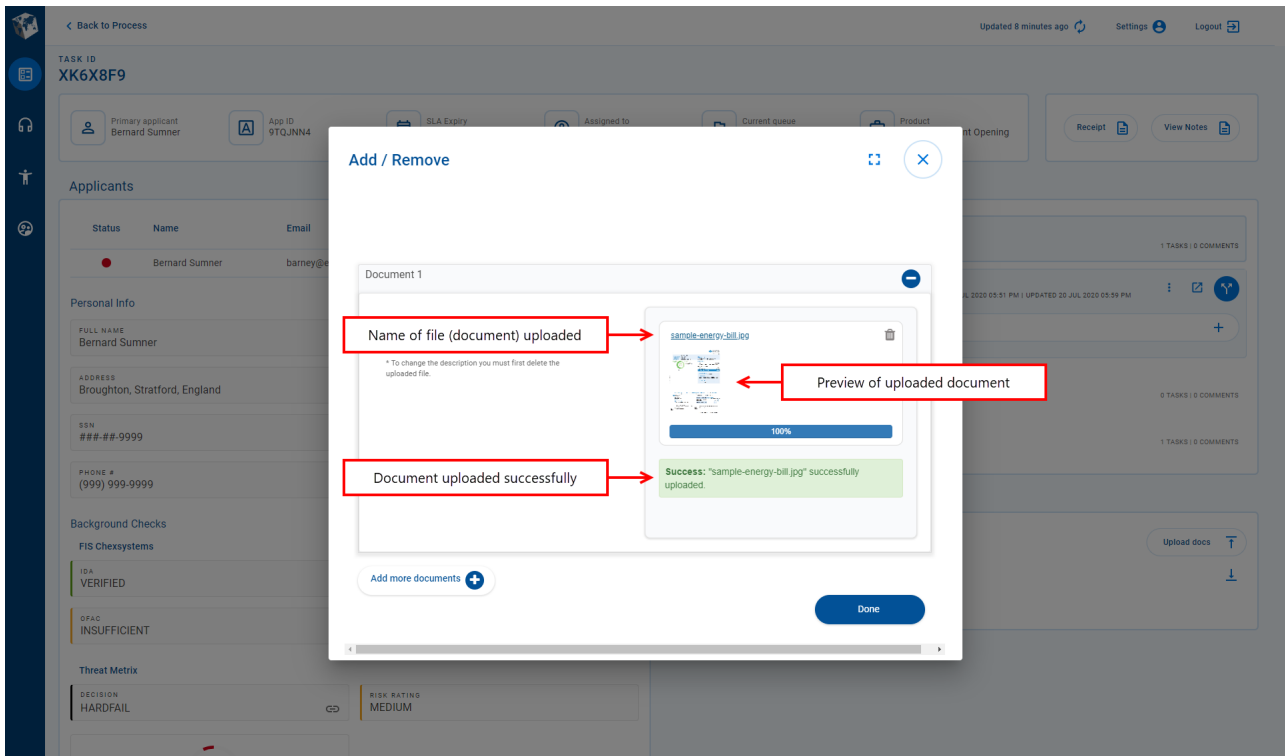 Back to Process
Updated 8 minutes ago
Settings
Logout
TASK ID
XK6X8F9
Primary applicant
Bernard Sumner
App ID
9TQJNN4
SLA Expiry
Assigned to
Current queue
Product
nt Opening
Receipt
View Notes
Add / Remove
Applicants
Status Name Email
Bernard Sumner barney@e
1 TASKS | 0 COMMENTS
JL 2020 05:51 PM | UPDATED 20 JUL 2020 05:59 PM
0 TASKS | 0 COMMENTS
1 TASKS | 0 COMMENTS
Personal Info
FULL NAME
Bernard Sumner
ADDRESS
Broughton, Stratford, England
SSN
###-##-9999
PHONE #
(999) 999-9999
Document 1
Name of file (document) uploaded
sample-energy-bill.jpg
* To change the description you must first delete the
uploaded file.
Preview of uploaded document
100%
Document uploaded successfully
Success: "sample-energy-bill.jpg" successfully
uploaded.
Add more documents
Done
Upload docs
Background Checks
FIS Chexsystems
IDA
VERIFIED
OFAC
INSUFFICIENT
Threat Metrix
DECISION
HARDFAIL
RISK RATING
MEDIUM